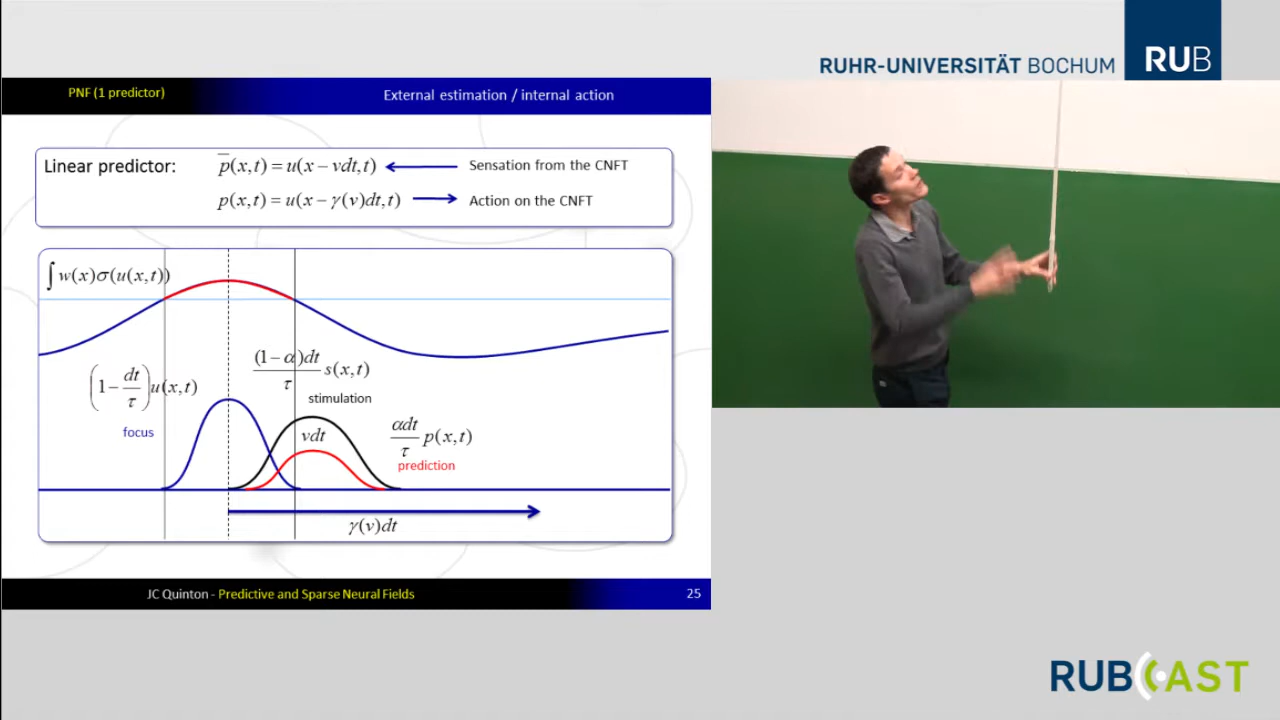 RUHR-UNIVERSITÄT BOCHUM
RUB
PNF (1 predictor)
External estimation / internal action
Linear predictor:
p̅(x,t) = u(x − vdt,t)
Sensation from the CNFT
p(x,t) = u(x − γ(v)dt,t)
Action on the CNFT
∫w(x)σ(u(x,t))
(1 − dt/τ)u(x,t)
focus
(1 − α)dt/τ s(x,t)
stimulation
vdt
αdt/τ p(x,t)
prediction
γ(v)dt
JC Quinton - Predictive and Sparse Neural Fields
25
RUBCAST